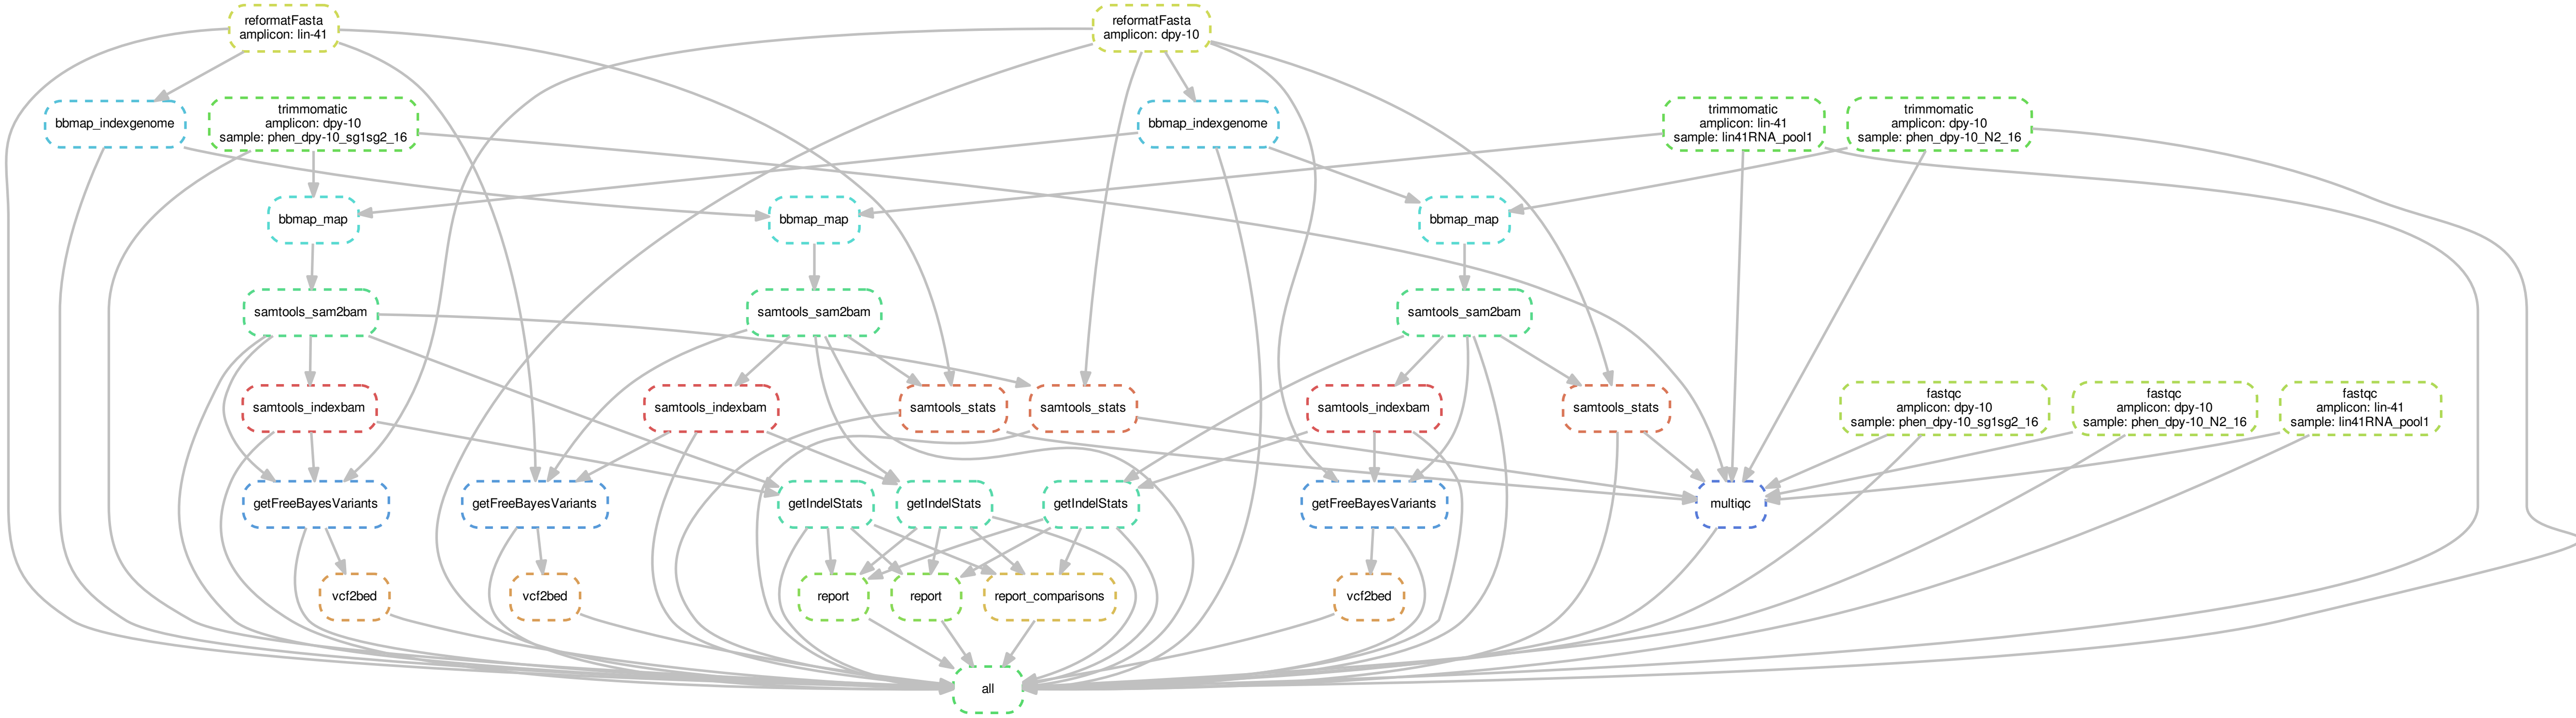 reformatFasta
amplicon: lin-41
reformatFasta
amplicon: dpy-10
bbmap_indexgenome
trimmomatic
amplicon: dpy-10
sample: phen_dpy-10_sg1sg2_16
bbmap_indexgenome
trimmomatic
amplicon: lin-41
sample: lin41RNA_pool1
trimmomatic
amplicon: dpy-10
sample: phen_dpy-10_N2_16
bbmap_map
bbmap_map
bbmap_map
samtools_sam2bam
samtools_sam2bam
samtools_sam2bam
samtools_indexbam
samtools_indexbam
samtools_stats
samtools_stats
samtools_indexbam
samtools_stats
fastqc
amplicon: dpy-10
sample: phen_dpy-10_sg1sg2_16
fastqc
amplicon: dpy-10
sample: phen_dpy-10_N2_16
fastqc
amplicon: lin-41
sample: lin41RNA_pool1
getFreeBayesVariants
getFreeBayesVariants
getIndelStats
getIndelStats
getIndelStats
getFreeBayesVariants
multiqc
vcf2bed
vcf2bed
report
report
report_comparisons
vcf2bed
all